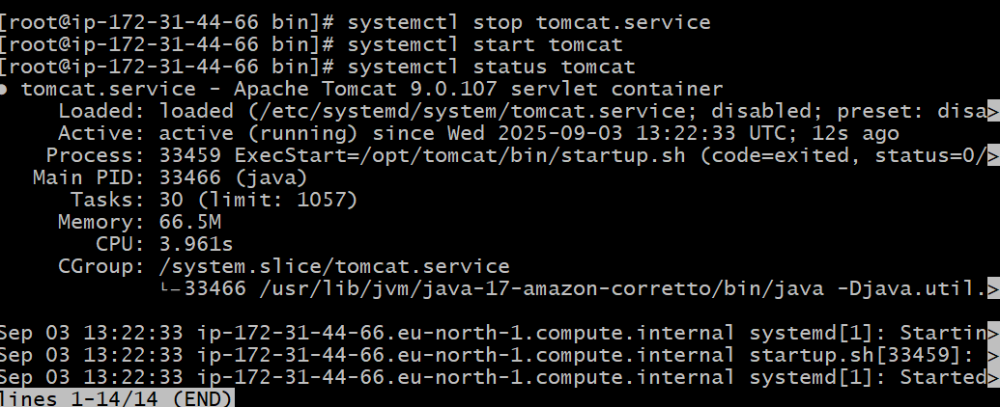 [root@ip-172-31-44-66 bin]# systemctl stop tomcat.service
[root@ip-172-31-44-66 bin]# systemctl start tomcat
[root@ip-172-31-44-66 bin]# systemctl status tomcat
● tomcat.service - Apache Tomcat 9.0.107 servlet container
     Loaded: loaded (/etc/systemd/system/tomcat.service; disabled; preset: disa>
     Active: active (running) since Wed 2025-09-03 13:22:33 UTC; 12s ago
    Process: 33459 ExecStart=/opt/tomcat/bin/startup.sh (code=exited, status=0/>
   Main PID: 33466 (java)
      Tasks: 30 (limit: 1057)
     Memory: 66.5M
        CPU: 3.961s
     CGroup: /system.slice/tomcat.service
             └─33466 /usr/lib/jvm/java-17-amazon-corretto/bin/java -Djava.util.>

Sep 03 13:22:33 ip-172-31-44-66.eu-north-1.compute.internal systemd[1]: Startin>
Sep 03 13:22:33 ip-172-31-44-66.eu-north-1.compute.internal startup.sh[33459]: >
Sep 03 13:22:33 ip-172-31-44-66.eu-north-1.compute.internal systemd[1]: Started>
lines 1-14/14 (END)